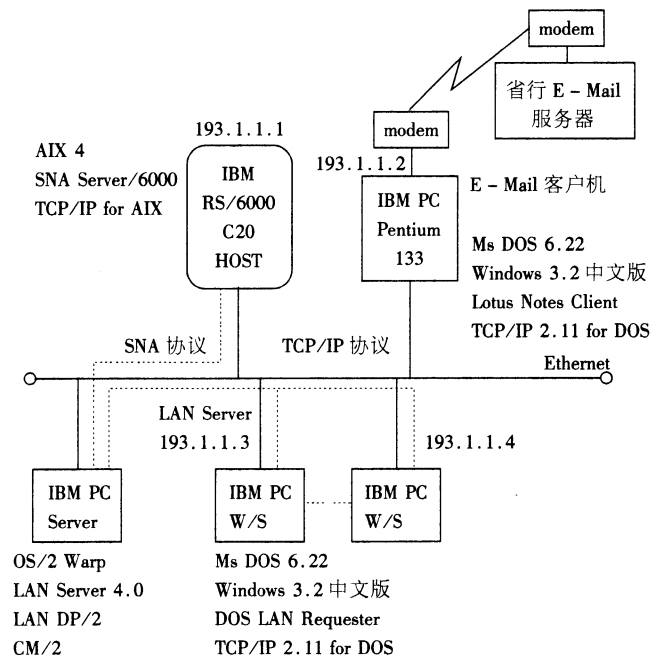 modem
省行 E - Mail
服务器
modem
193.1.1.1
193.1.1.2
AIX 4
SNA Server/6000
TCP/IP for AIX
IBM
RS/6000
C20
HOST
IBM PC
Pentium
133
E - Mail 客户机
Ms DOS 6.22
Windows 3.2 中文版
Lotus Notes Client
TCP/IP 2.11 for DOS
SNA 协议
TCP/IP 协议
Ethernet
LAN Server
193.1.1.3
193.1.1.4
IBM PC
Server
IBM PC
W/S
IBM PC
W/S
OS/2 Warp
LAN Server 4.0
LAN DP/2
CM/2
Ms DOS 6.22
Windows 3.2 中文版
DOS LAN Requester
TCP/IP 2.11 for DOS